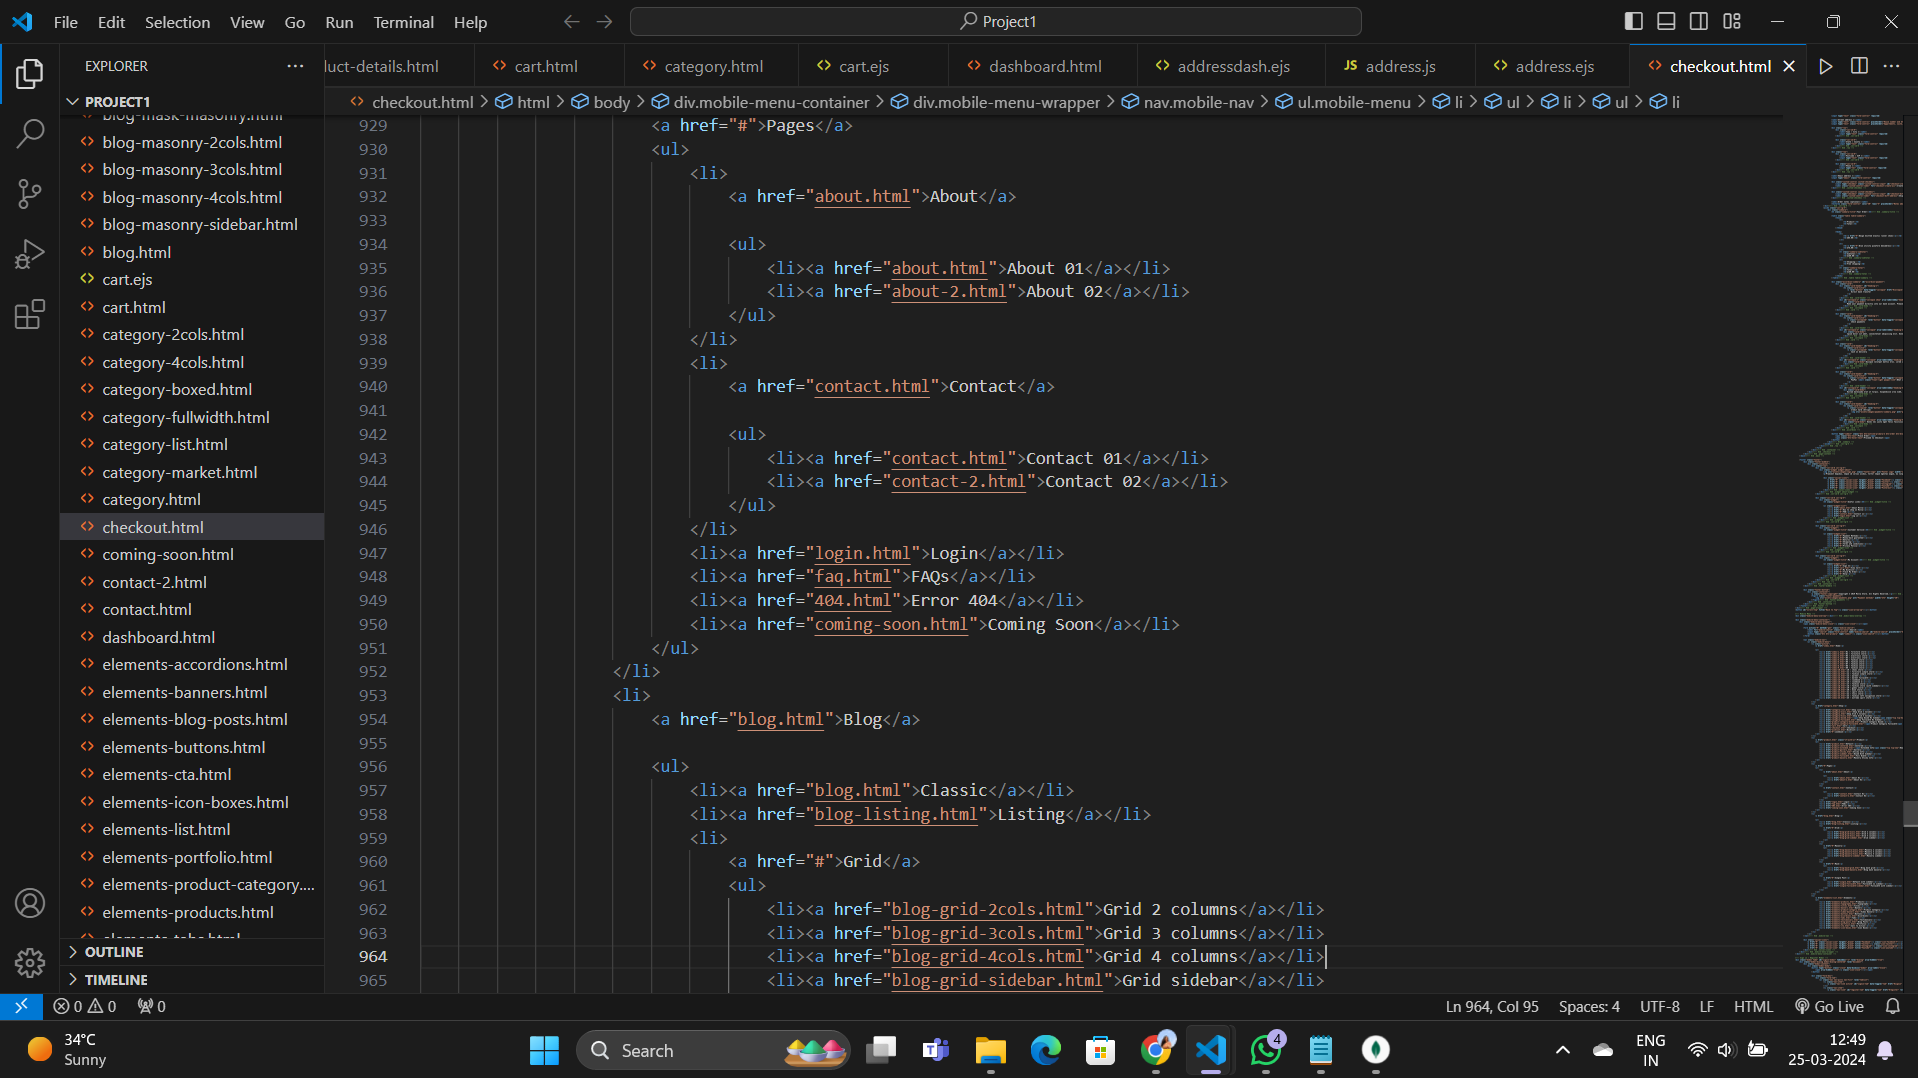 File Edit Selection View Go Run Terminal Help
Project1
EXPLORER
uct-details.html cart.html category.html cart.ejs dashboard.html addressdash.ejs JS address.js address.ejs checkout.html
PROJECT1
checkout.html > html > body > div.mobile-menu-container > div.mobile-menu-wrapper > nav.mobile-nav > ul.mobile-menu > li > ul > li > ul > li
blog-mask-masonry.html
blog-masonry-2cols.html
blog-masonry-3cols.html
blog-masonry-4cols.html
blog-masonry-sidebar.html
blog.html
cart.ejs
cart.html
category-2cols.html
category-4cols.html
category-boxed.html
category-fullwidth.html
category-list.html
category-market.html
category.html
checkout.html
coming-soon.html
contact-2.html
contact.html
dashboard.html
elements-accordions.html
elements-banners.html
elements-blog-posts.html
elements-buttons.html
elements-cta.html
elements-icon-boxes.html
elements-list.html
elements-portfolio.html
elements-product-category....
elements-products.html
OUTLINE
TIMELINE
929 <a href="#">Pages</a>
930 <ul>
931 <li>
932 <a href="about.html">About</a>
933
934 <ul>
935 <li><a href="about.html">About 01</a></li>
936 <li><a href="about-2.html">About 02</a></li>
937 </ul>
938 </li>
939 <li>
940 <a href="contact.html">Contact</a>
941
942 <ul>
943 <li><a href="contact.html">Contact 01</a></li>
944 <li><a href="contact-2.html">Contact 02</a></li>
945 </ul>
946 </li>
947 <li><a href="login.html">Login</a></li>
948 <li><a href="faq.html">FAQs</a></li>
949 <li><a href="404.html">Error 404</a></li>
950 <li><a href="coming-soon.html">Coming Soon</a></li>
951 </ul>
952 </li>
953 <li>
954 <a href="blog.html">Blog</a>
955
956 <ul>
957 <li><a href="blog.html">Classic</a></li>
958 <li><a href="blog-listing.html">Listing</a></li>
959 <li>
960 <a href="#">Grid</a>
961 <ul>
962 <li><a href="blog-grid-2cols.html">Grid 2 columns</a></li>
963 <li><a href="blog-grid-3cols.html">Grid 3 columns</a></li>
964 <li><a href="blog-grid-4cols.html">Grid 4 columns</a></li>
965 <li><a href="blog-grid-sidebar.html">Grid sidebar</a></li>
0 0 0 Ln 964, Col 95 Spaces: 4 UTF-8 LF HTML Go Live
34°C
Sunny
Search
4
ENG
IN
12:49
25-03-2024